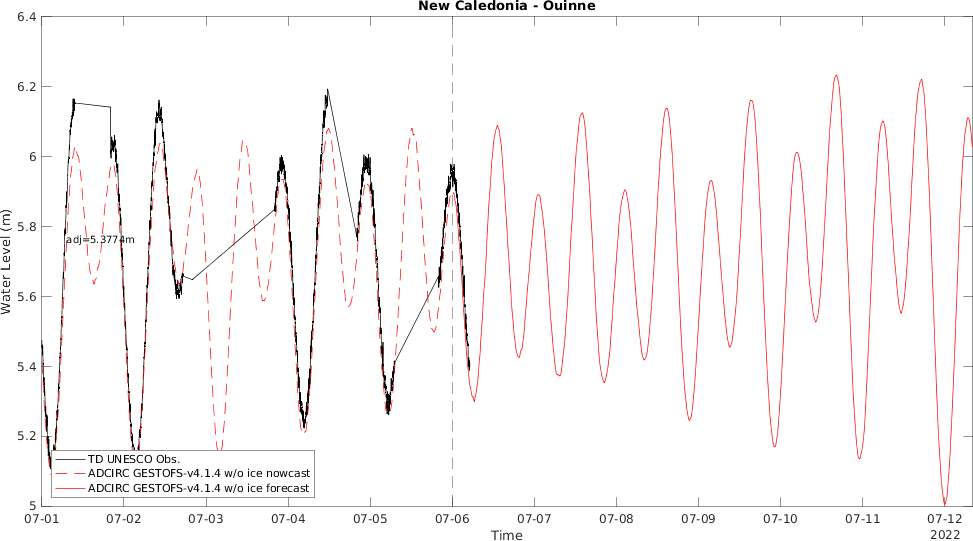 New Caledonia - Ouinne
6.4
6.2
6
5.8
5.6
5.4
5.2
5
Water Level (m)
adj=5.3774m
TD UNESCO Obs.
ADCIRC GESTOFS-v4.1.4 w/o ice nowcast
ADCIRC GESTOFS-v4.1.4 w/o ice forecast
07-01 07-02 07-03 07-04 07-05 07-06 07-07 07-08 07-09 07-10 07-11 07-12
2022
Time